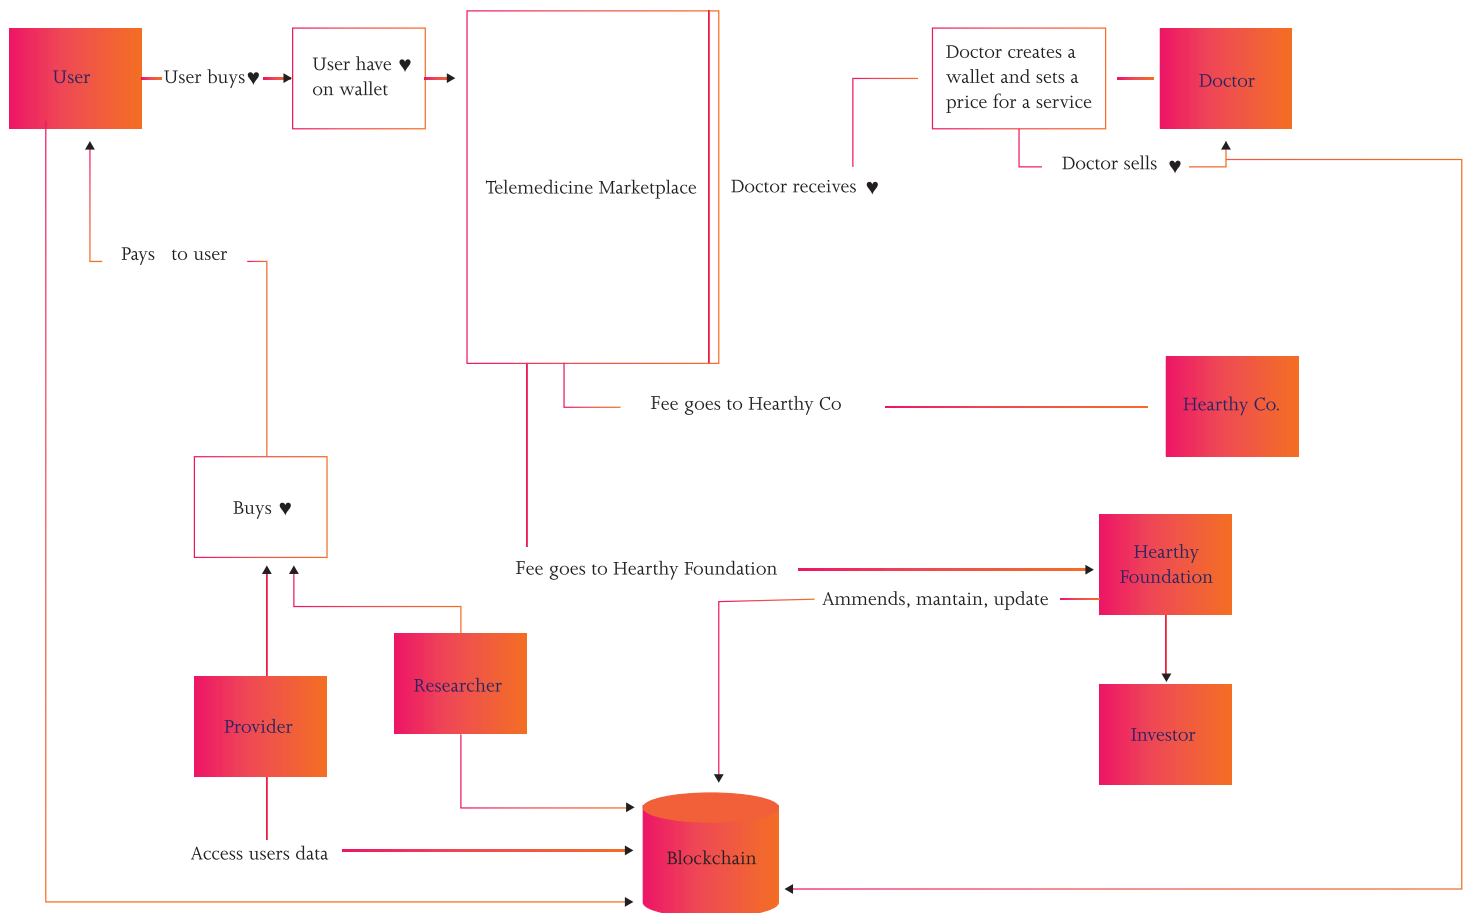 User
User buys♥
User have ♥
on wallet
Telemedicine Marketplace
Doctor receives ♥
Doctor creates a
wallet and sets a
price for a service
Doctor
Doctor sells ♥
Pays to user
Fee goes to Hearthy Co
Hearthy Co.
Buys ♥
Fee goes to Hearthy Foundation
Hearthy
Foundation
Ammends, mantain, update
Researcher
Provider
Investor
Access users data
Blockchain